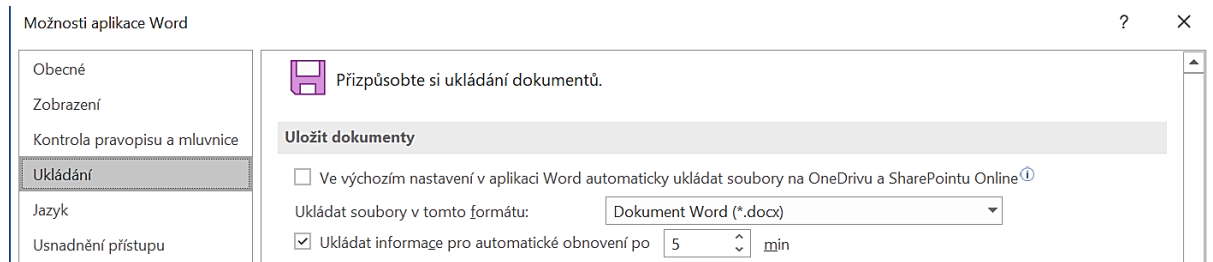 Možnosti aplikace Word
Obecné
Zobrazení
Kontrola pravopisu a mluvnice
Ukládání
Jazyk
Usnadnění přístupu
Přizpůsobte si ukládání dokumentů.
Uložit dokumenty
Ve výchozím nastavení v aplikaci Word automaticky ukládat soubory na OneDrivu a SharePointu Online
Ukládat soubory v tomto formátu: Dokument Word (*.docx)
Ukládat informace pro automatické obnovení po 5 min